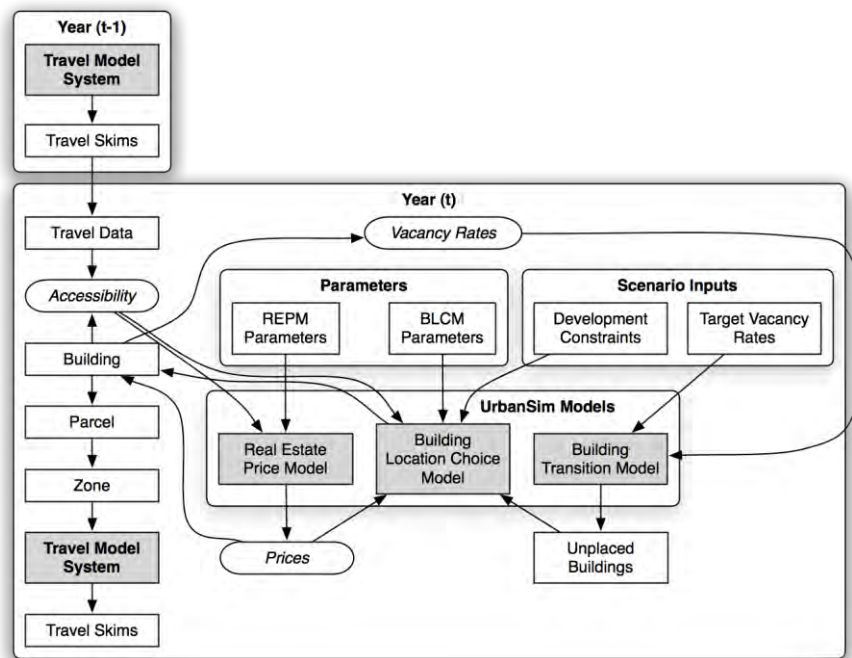 Year (t-1)
Travel Model
System
Travel Skims
Year (t)
Travel Data
Vacancy Rates
Accessibility
Parameters
REPM
Parameters
BLCM
Parameters
Scenario Inputs
Development
Constraints
Target Vacancy
Rates
Building
Parcel
Zone
Travel Model
System
Travel Skims
UrbanSim Models
Real Estate
Price Model
Building
Location Choice
Model
Building
Transition Model
Prices
Unplaced
Buildings